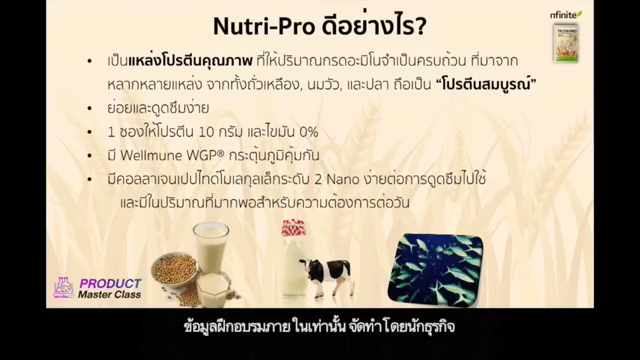 Nutri-Pro ดีอย่างไร?
nfinite
• เป็นแหล่งโปรตีนคุณภาพ ที่ให้ปริมาณกรดอะมิโนจำเป็นครบถ้วน ที่มาจาก
หลากหลายแหล่ง จากทั้งถั่วเหลือง, นมวัว, และปลา ถือเป็น “โปรตีนสมบูรณ์”
• ย่อยและดูดซึมง่าย
• 1 ซองให้โปรตีน 10 กรัม และไขมัน 0%
• มี Wellmune WGP® กระตุ้นภูมิคุ้มกัน
• มีคอลลาเจนเปปไทด์โมเลกุลเล็กระดับ 2 Nano ง่ายต่อการดูดซึมไปใช้
และมีในปริมาณที่มากพอสำหรับความต้องการต่อวัน
PRODUCT
Master Class
ข้อมูลฝึกอบรมภายในเท่านั้น จัดทำโดยนักธุรกิจ